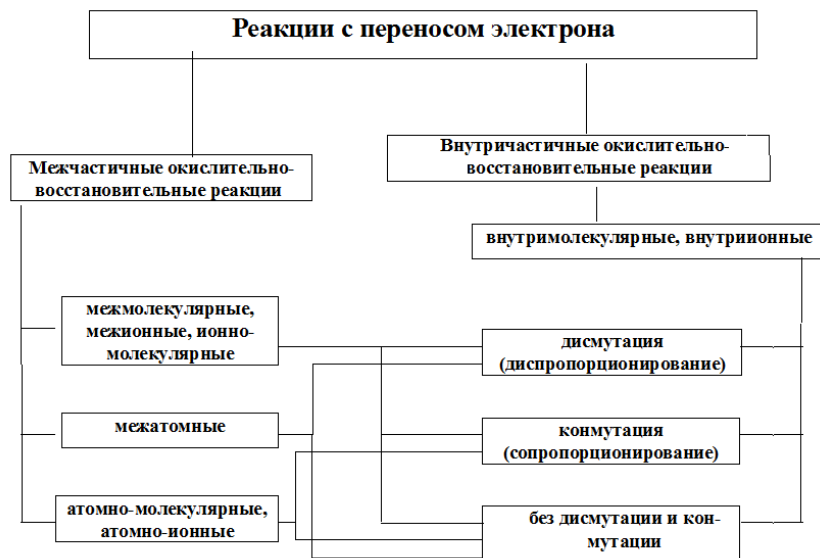 Реакции с переносом электрона
Межчастичные окислительно-
восстановительные реакции
Внутричастичные окислительно-
восстановительные реакции
внутримолекулярные, внутриионные
межмолекулярные,
межионные, ионно-
молекулярные
дисмутация
(диспропорционирование)
межатомные
конмутация
(сопропорционирование)
атомно-молекулярные,
атомно-ионные
без дисмутации и кон-
мутации